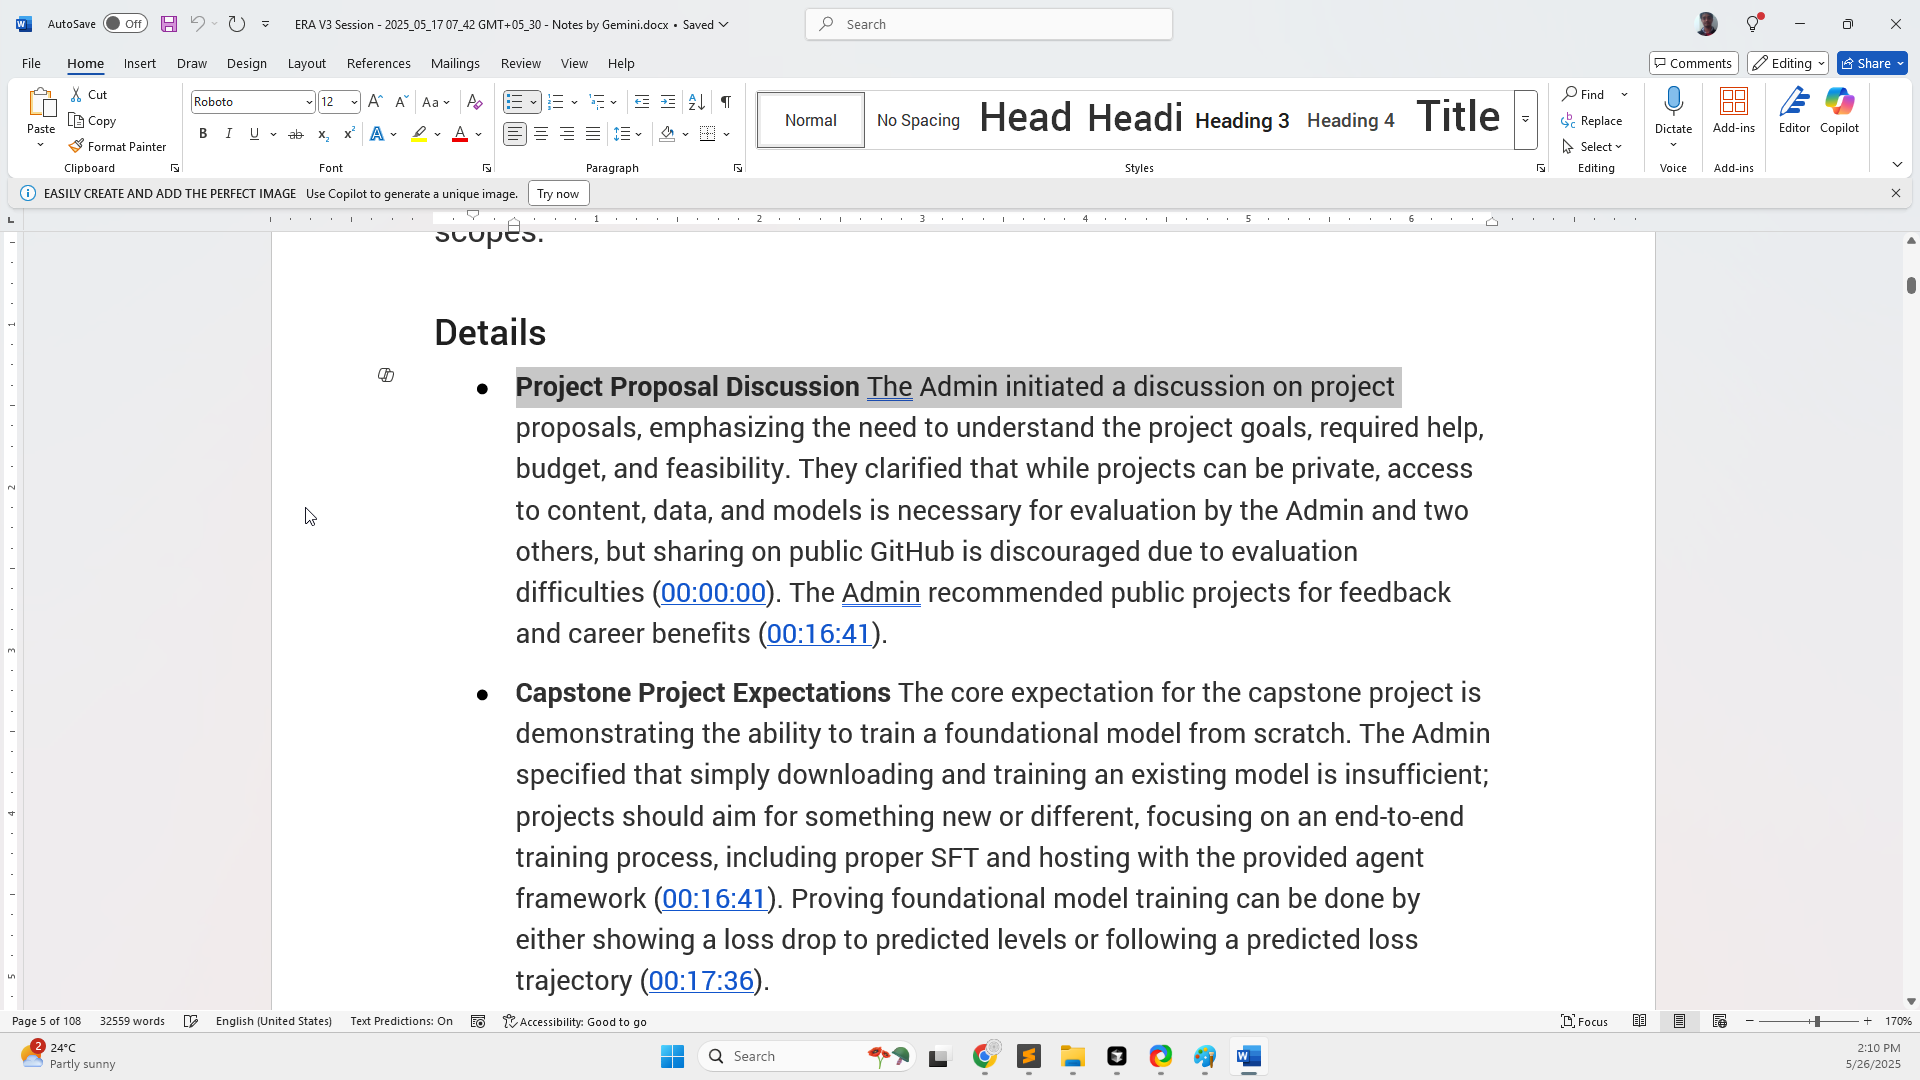 AutoSave Off ERA V3 Session - 2025_05_17 07_42 GMT+05_30 - Notes by Gemini.docx • Saved Search
File Home Insert Draw Design Layout References Mailings Review View Help Comments Editing Share
Paste Cut Copy Format Painter Clipboard
Roboto 12 Aa B I U ab x₂ x² A A Font
Paragraph
Normal No Spacing Head Headi Heading 3 Heading 4 Title Styles
Find Replace Select Editing
Dictate Voice
Add-ins Add-ins
Editor Copilot
EASILY CREATE AND ADD THE PERFECT IMAGE Use Copilot to generate a unique image. Try now
1 2 3 4 5 6
scopes.
Details
● Project Proposal Discussion The Admin initiated a discussion on project
proposals, emphasizing the need to understand the project goals, required help,
budget, and feasibility. They clarified that while projects can be private, access
to content, data, and models is necessary for evaluation by the Admin and two
others, but sharing on public GitHub is discouraged due to evaluation
difficulties (00:00:00). The Admin recommended public projects for feedback
and career benefits (00:16:41).
● Capstone Project Expectations The core expectation for the capstone project is
demonstrating the ability to train a foundational model from scratch. The Admin
specified that simply downloading and training an existing model is insufficient;
projects should aim for something new or different, focusing on an end-to-end
training process, including proper SFT and hosting with the provided agent
framework (00:16:41). Proving foundational model training can be done by
either showing a loss drop to predicted levels or following a predicted loss
trajectory (00:17:36).
Page 5 of 108 32559 words English (United States) Text Predictions: On Accessibility: Good to go Focus 170%
2 24°C
Partly sunny
Search
2:10 PM
5/26/2025